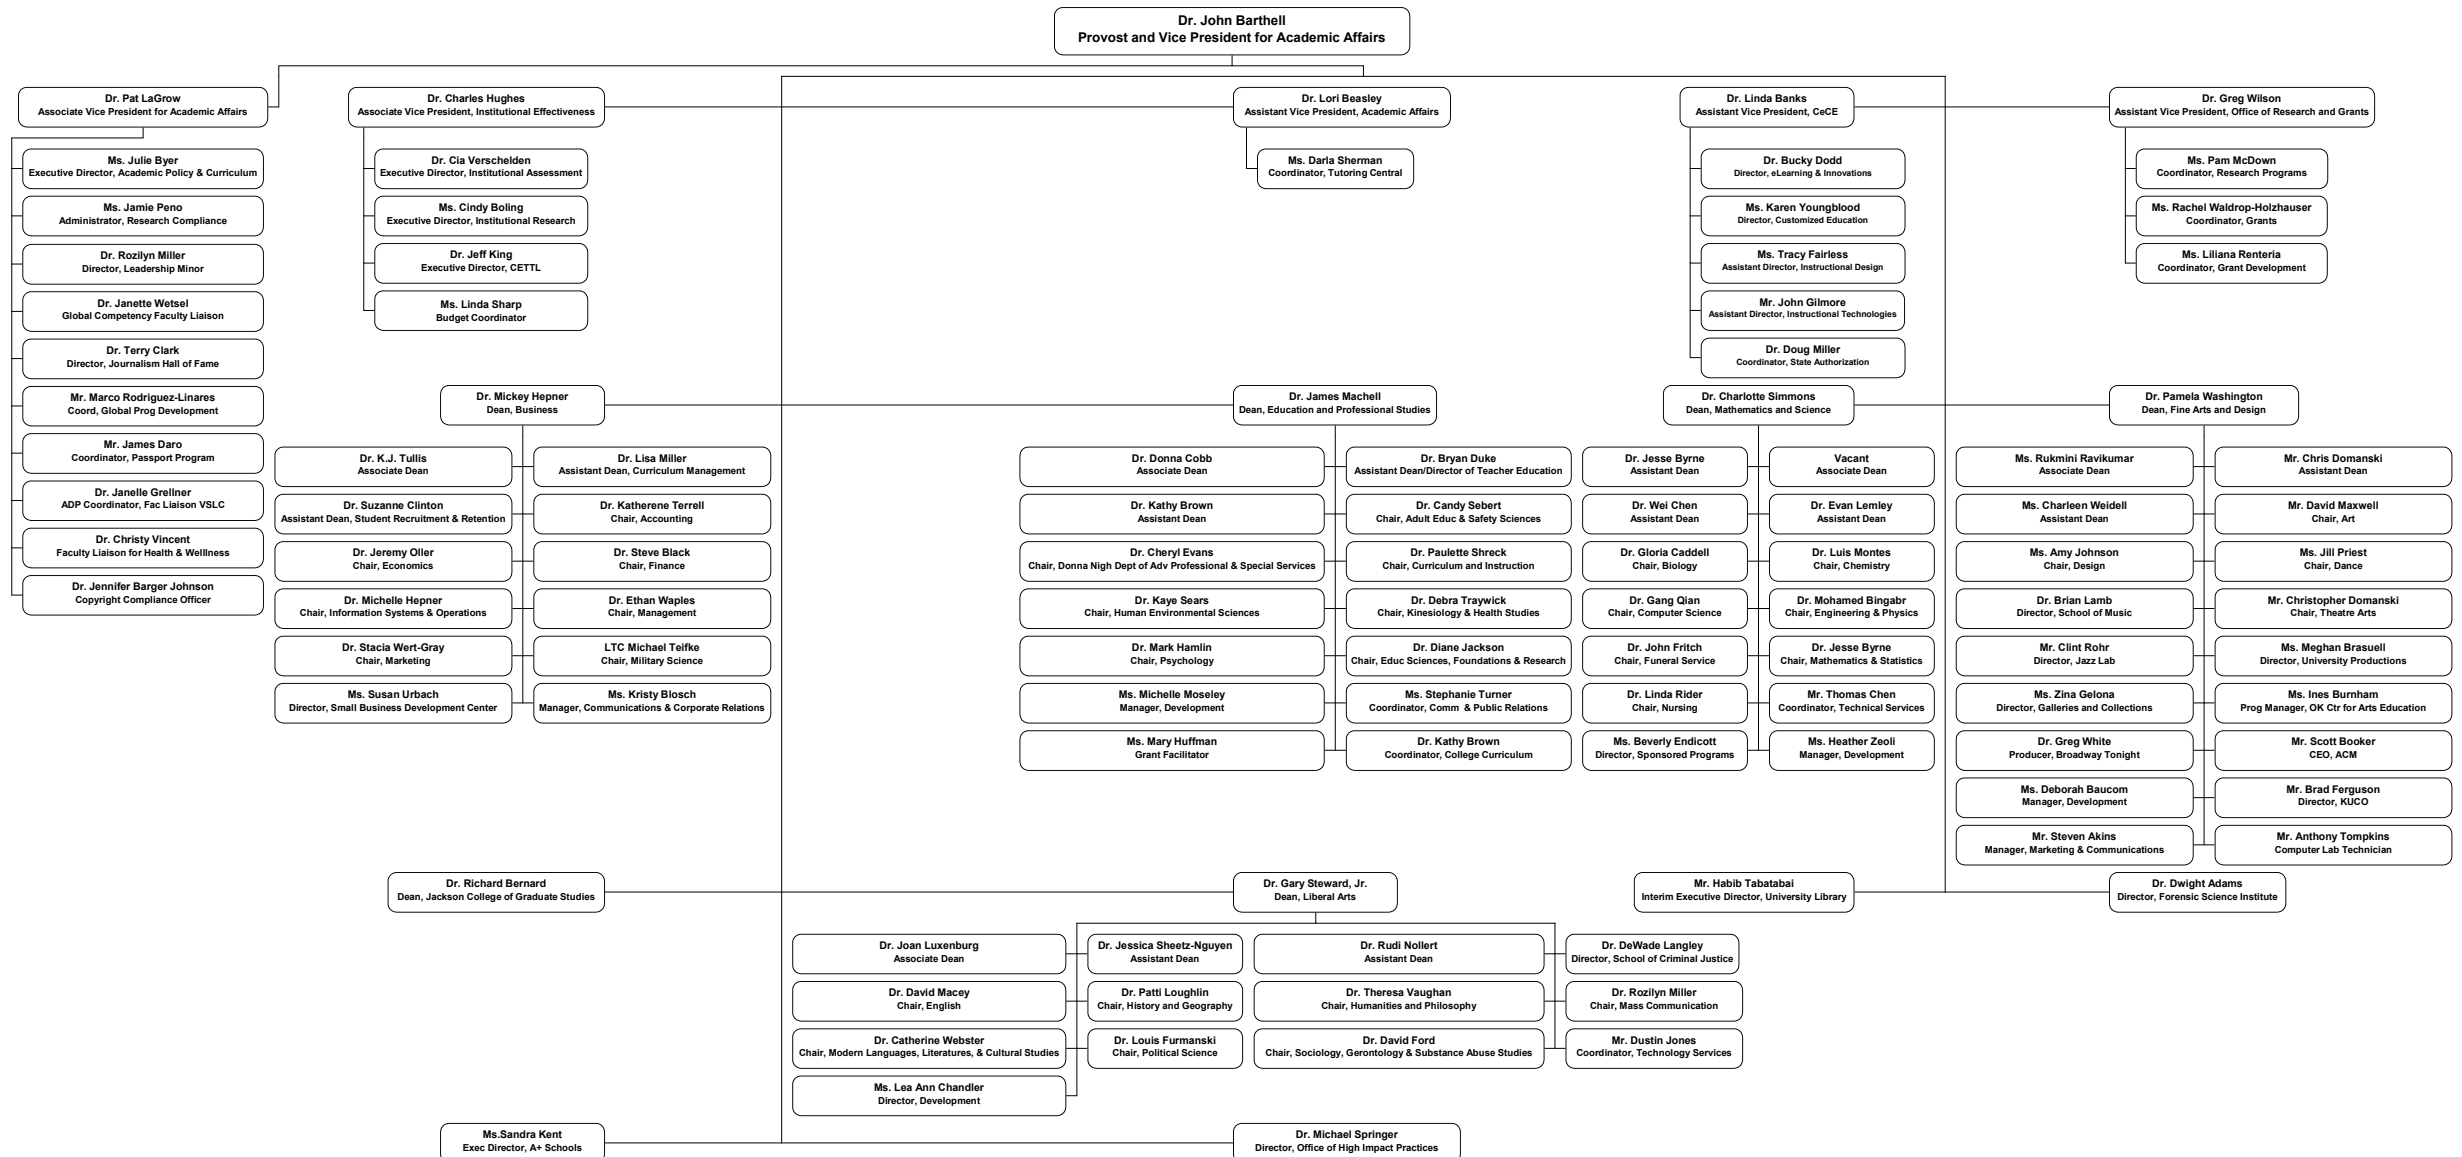 Dr. John Barthell
Provost and Vice President for Academic Affairs
Dr. Pat LaGrow
Associate Vice President for Academic Affairs
Ms. Julie Byer
Executive Director, Academic Policy & Curriculum
Ms. Jamie Peno
Administrator, Research Compliance
Dr. Rozilyn Miller
Director, Leadership Minor
Dr. Janette Wetsel
Global Competency Faculty Liaison
Dr. Terry Clark
Director, Journalism Hall of Fame
Mr. Marco Rodriguez-Linares
Coord, Global Prog Development
Mr. James Daro
Coordinator, Passport Program
Dr. Janelle Grellner
ADP Coordinator, Fac Liaison VSLC
Dr. Christy Vincent
Faculty Liaison for Health & Welllness
Dr. Jennifer Barger Johnson
Copyright Compliance Officer
Dr. Charles Hughes
Associate Vice President, Institutional Effectiveness
Dr. Cia Verschelden
Executive Director, Institutional Assessment
Ms. Cindy Boling
Executive Director, Institutional Research
Dr. Jeff King
Executive Director, CETTL
Ms. Linda Sharp
Budget Coordinator
Dr. Lori Beasley
Assistant Vice President, Academic Affairs
Ms. Darla Sherman
Coordinator, Tutoring Central
Dr. Linda Banks
Assistant Vice President, CeCE
Dr. Bucky Dodd
Director, eLearning & Innovations
Ms. Karen Youngblood
Director, Customized Education
Ms. Tracy Fairless
Assistant Director, Instructional Design
Mr. John Gilmore
Assistant Director, Instructional Technologies
Dr. Doug Miller
Coordinator, State Authorization
Dr. Greg Wilson
Assistant Vice President, Office of Research and Grants
Ms. Pam McDown
Coordinator, Research Programs
Ms. Rachel Waldrop-Holzhauser
Coordinator, Grants
Ms. Liliana Renteria
Coordinator, Grant Development
Dr. Mickey Hepner
Dean, Business
Dr. K.J. Tullis
Associate Dean
Dr. Lisa Miller
Assistant Dean, Curriculum Management
Dr. Suzanne Clinton
Assistant Dean, Student Recruitment & Retention
Dr. Katherene Terrell
Chair, Accounting
Dr. Jeremy Oller
Chair, Economics
Dr. Steve Black
Chair, Finance
Dr. Michelle Hepner
Chair, Information Systems & Operations
Dr. Ethan Waples
Chair, Management
Dr. Stacia Wert-Gray
Chair, Marketing
LTC Michael Teifke
Chair, Military Science
Ms. Susan Urbach
Director, Small Business Development Center
Ms. Kristy Blosch
Manager, Communications & Corporate Relations
Dr. James Machell
Dean, Education and Professional Studies
Dr. Donna Cobb
Associate Dean
Dr. Bryan Duke
Assistant Dean/Director of Teacher Education
Dr. Kathy Brown
Assistant Dean
Dr. Candy Sebert
Chair, Adult Educ & Safety Sciences
Dr. Cheryl Evans
Chair, Donna Nigh Dept of Adv Professional & Special Services
Dr. Paulette Shreck
Chair, Curriculum and Instruction
Dr. Kaye Sears
Chair, Human Environmental Sciences
Dr. Debra Traywick
Chair, Kinesiology & Health Studies
Dr. Mark Hamlin
Chair, Psychology
Dr. Diane Jackson
Chair, Educ Sciences, Foundations & Research
Ms. Michelle Moseley
Manager, Development
Ms. Stephanie Turner
Coordinator, Comm & Public Relations
Ms. Mary Huffman
Grant Facilitator
Dr. Kathy Brown
Coordinator, College Curriculum
Dr. Charlotte Simmons
Dean, Mathematics and Science
Dr. Jesse Byrne
Assistant Dean
Vacant
Associate Dean
Dr. Wei Chen
Assistant Dean
Dr. Evan Lemley
Assistant Dean
Dr. Gloria Caddell
Chair, Biology
Dr. Luis Montes
Chair, Chemistry
Dr. Gang Qian
Chair, Computer Science
Dr. Mohamed Bingabr
Chair, Engineering & Physics
Dr. John Fritch
Chair, Funeral Service
Dr. Jesse Byrne
Chair, Mathematics & Statistics
Dr. Linda Rider
Chair, Nursing
Mr. Thomas Chen
Coordinator, Technical Services
Ms. Beverly Endicott
Director, Sponsored Programs
Ms. Heather Zeoli
Manager, Development
Dr. Pamela Washington
Dean, Fine Arts and Design
Ms. Rukmini Ravikumar
Associate Dean
Mr. Chris Domanski
Assistant Dean
Ms. Charleen Weidell
Assistant Dean
Mr. David Maxwell
Chair, Art
Ms. Amy Johnson
Chair, Design
Ms. Jill Priest
Chair, Dance
Dr. Brian Lamb
Director, School of Music
Mr. Christopher Domanski
Chair, Theatre Arts
Mr. Clint Rohr
Director, Jazz Lab
Ms. Meghan Brasuell
Director, University Productions
Ms. Zina Gelona
Director, Galleries and Collections
Ms. Ines Burnham
Prog Manager, OK Ctr for Arts Education
Dr. Greg White
Producer, Broadway Tonight
Mr. Scott Booker
CEO, ACM
Ms. Deborah Baucom
Manager, Development
Mr. Brad Ferguson
Director, KUCO
Mr. Steven Akins
Manager, Marketing & Communications
Mr. Anthony Tompkins
Computer Lab Technician
Dr. Richard Bernard
Dean, Jackson College of Graduate Studies
Dr. Gary Steward, Jr.
Dean, Liberal Arts
Dr. Joan Luxenburg
Associate Dean
Dr. Jessica Sheetz-Nguyen
Assistant Dean
Dr. Rudi Nollert
Assistant Dean
Dr. DeWade Langley
Director, School of Criminal Justice
Dr. David Macey
Chair, English
Dr. Patti Loughlin
Chair, History and Geography
Dr. Theresa Vaughan
Chair, Humanities and Philosophy
Dr. Rozilyn Miller
Chair, Mass Communication
Dr. Catherine Webster
Chair, Modern Languages, Literatures, & Cultural Studies
Dr. Louis Furmanski
Chair, Political Science
Dr. David Ford
Chair, Sociology, Gerontology & Substance Abuse Studies
Mr. Dustin Jones
Coordinator, Technology Services
Ms. Lea Ann Chandler
Director, Development
Mr. Habib Tabatabai
Interim Executive Director, University Library
Dr. Dwight Adams
Director, Forensic Science Institute
Ms.Sandra Kent
Exec Director, A+ Schools
Dr. Michael Springer
Director, Office of High Impact Practices